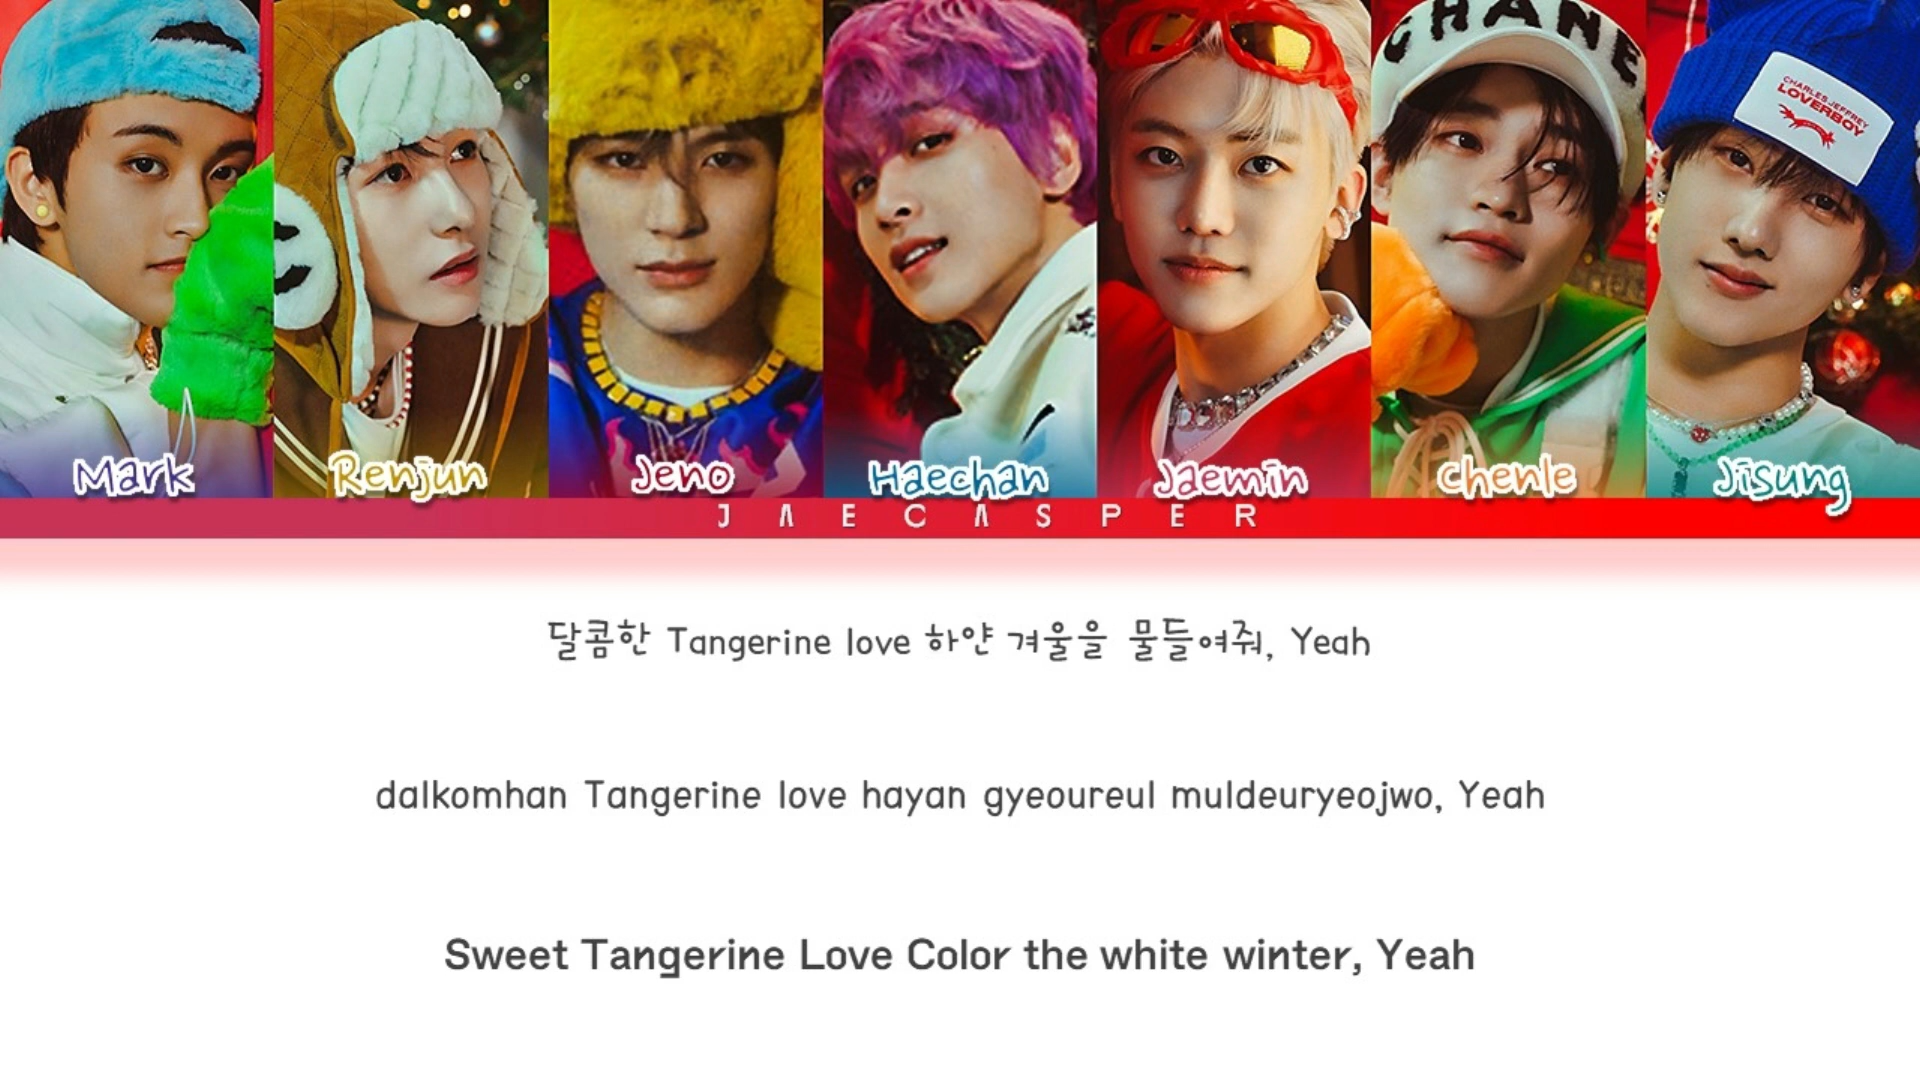 CHANE
CHARLES JEFFREY
LOVERBOY
Mark
Renjun
Jeno
Haechan
Jaemin
Chenle
Jisung
JAECASPER
달콤한 Tangerine love 하얀 겨울을 물들여줘, Yeah
dalkomhan Tangerine love hayan gyeoureul muldeuryeojwo, Yeah
Sweet Tangerine Love Color the white winter, Yeah